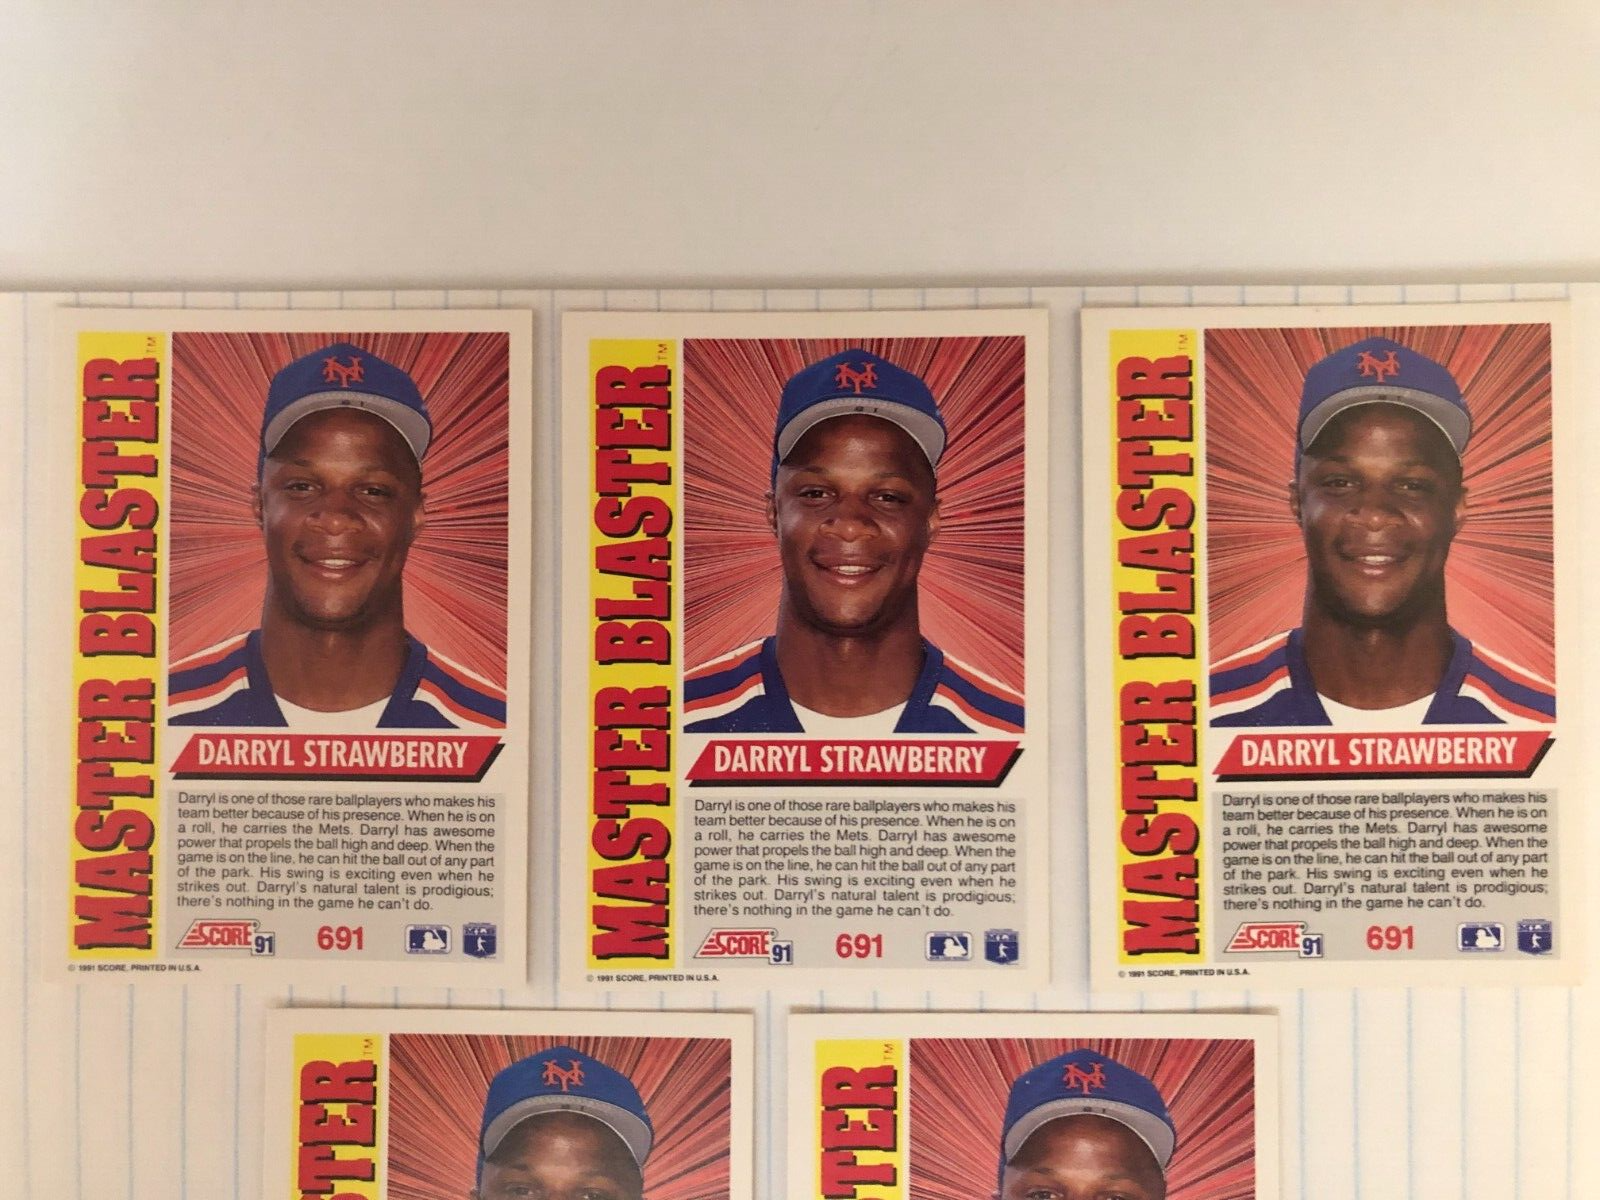 MASTER BLASTER™
NY
DARRYL STRAWBERRY
Darryl is one of those rare ballplayers who makes his
team better because of his presence. When he is on
a roll, he carries the Mets. Darryl has awesome
power that propels the ball high and deep. When the
game is on the line, he can hit the ball out of any part
of the park. His swing is exciting even when he
strikes out. Darryl's natural talent is prodigious;
there's nothing in the game he can't do.
SCORE® 91 691
© 1991 SCORE, PRINTED IN U.S.A.
MASTER BLASTER™
NY
DARRYL STRAWBERRY
Darryl is one of those rare ballplayers who makes his
team better because of his presence. When he is on
a roll, he carries the Mets. Darryl has awesome
power that propels the ball high and deep. When the
game is on the line, he can hit the ball out of any part
of the park. His swing is exciting even when he
strikes out. Darryl's natural talent is prodigious;
there's nothing in the game he can't do.
SCORE® 91 691
© 1991 SCORE, PRINTED IN U.S.A.
MASTER BLASTER™
NY
DARRYL STRAWBERRY
Darryl is one of those rare ballplayers who makes his
team better because of his presence. When he is on
a roll, he carries the Mets. Darryl has awesome
power that propels the ball high and deep. When the
game is on the line, he can hit the ball out of any part
of the park. His swing is exciting even when he
strikes out. Darryl's natural talent is prodigious;
there's nothing in the game he can't do.
SCORE® 91 691
© 1991 SCORE, PRINTED IN U.S.A.
STER™
NY
STER™
NY